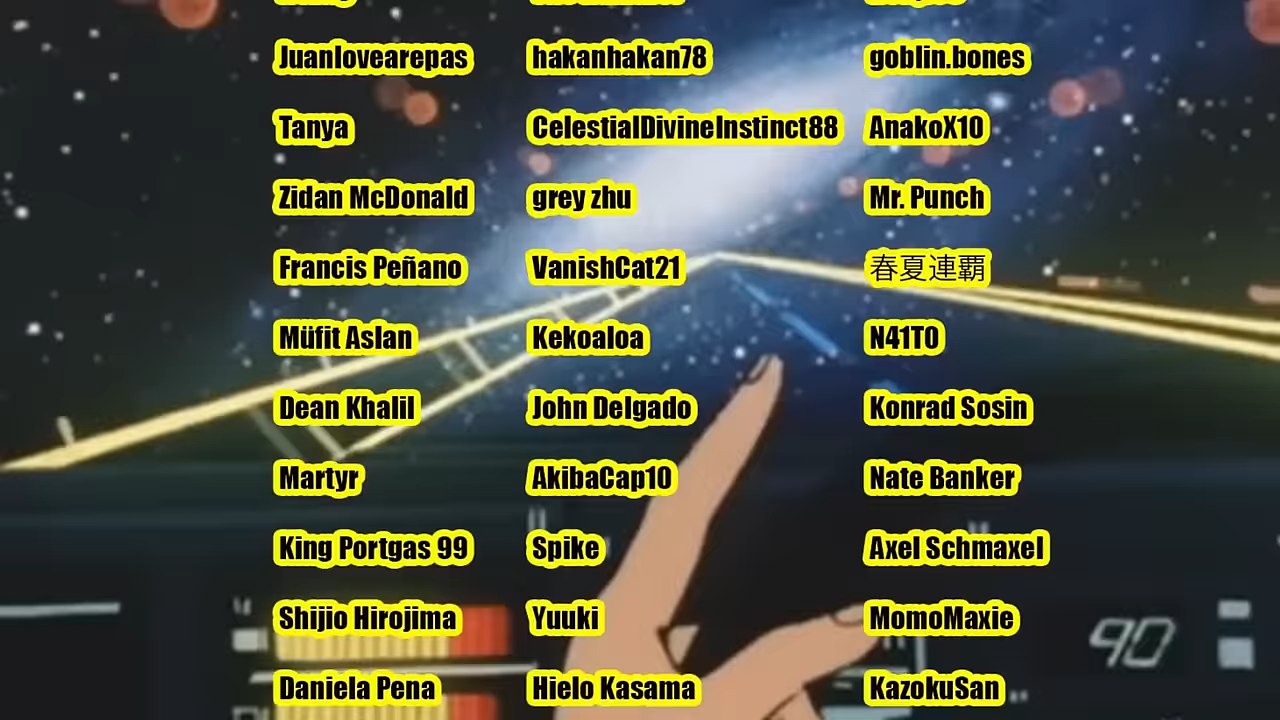 Juanlovearepas hakanhakan78 goblin.bones
Tanya CelestialDivineInstinct88 AnakoX10
Zidan McDonald grey zhu Mr. Punch
Francis Peñano VanishCat21 春夏連覇
Müfit Aslan Kekoaloa N41TO
Dean Khalil John Delgado Konrad Sosin
Martyr AkibaCap10 Nate Banker
King Portgas 99 Spike Axel Schmaxel
Shijio Hirojima Yuuki MomoMaxie
90
Daniela Pena Hielo Kasama KazokuSan